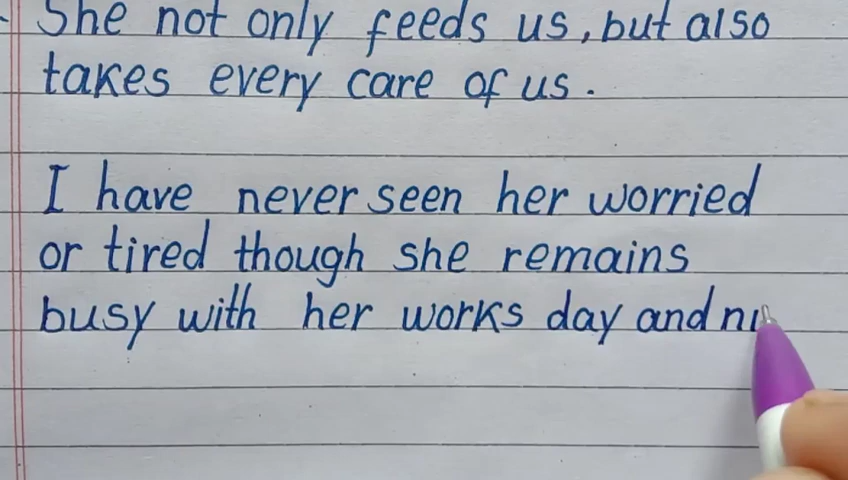 She not only feeds us, but also
takes every care of us.
I have never seen her worried
or tired though she remains
busy with her works day and